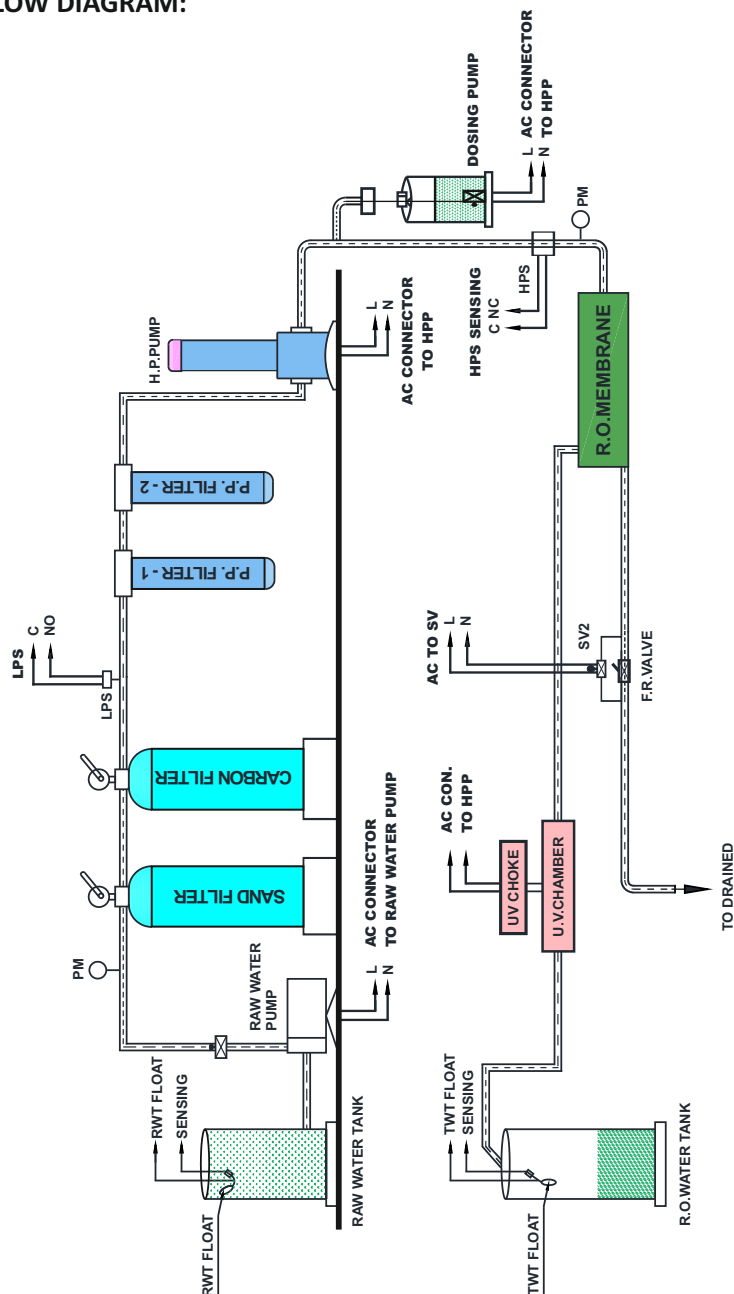 LOW DIAGRAM:
DOSING PUMP
AC CONNECTOR
TO HPP
L
N
PM
HPS
HPS SENSING
C NC
R.O.MEMBRANE
H.P.PUMP
L
N
AC CONNECTOR
TO HPP
P.P. FILTER - 2
P.P. FILTER - 1
LPS
C
NO
LPS
CARBON FILTER
SAND FILTER
PM
RAW WATER
PUMP
L
N
AC CONNECTOR
TO RAW WATER PUMP
RWT FLOAT
SENSING
RWT FLOAT
RAW WATER TANK
AC TO SV
L
N
SV2
F.R.VALVE
AC CON.
TO HPP
UV CHOKE
U.V.CHAMBER
TO DRAINED
TWT FLOAT
SENSING
TWT FLOAT
R.O.WATER TANK